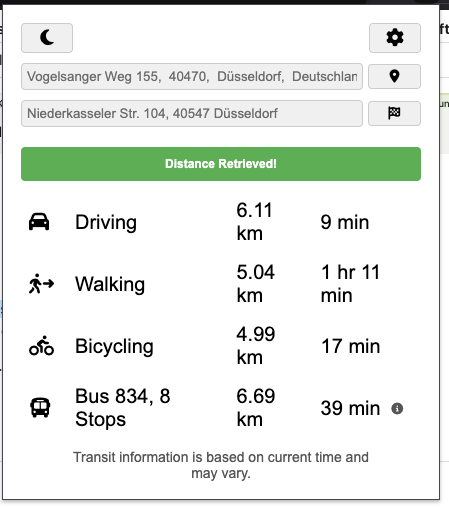 Vogelsanger Weg 155, 40470, Düsseldorf, Deutschlan
Niederkasseler Str. 104, 40547 Düsseldorf
Distance Retrieved!
Driving 6.11 km 9 min
Walking 5.04 km 1 hr 11 min
Bicycling 4.99 km 17 min
Bus 834, 8 Stops 6.69 km 39 min
Transit information is based on current time and
may vary.